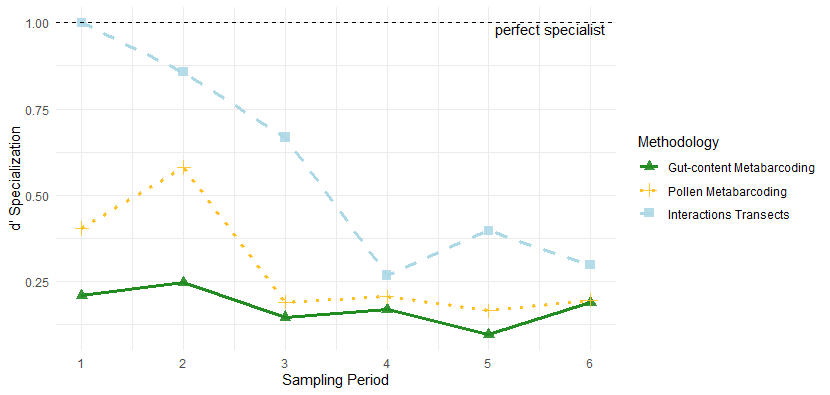 1.00
perfect specialist
0.75
0.50
0.25
d' Specialization
1 2 3 4 5 6
Sampling Period
Methodology
Gut-content Metabarcoding
Pollen Metabarcoding
Interactions Transects